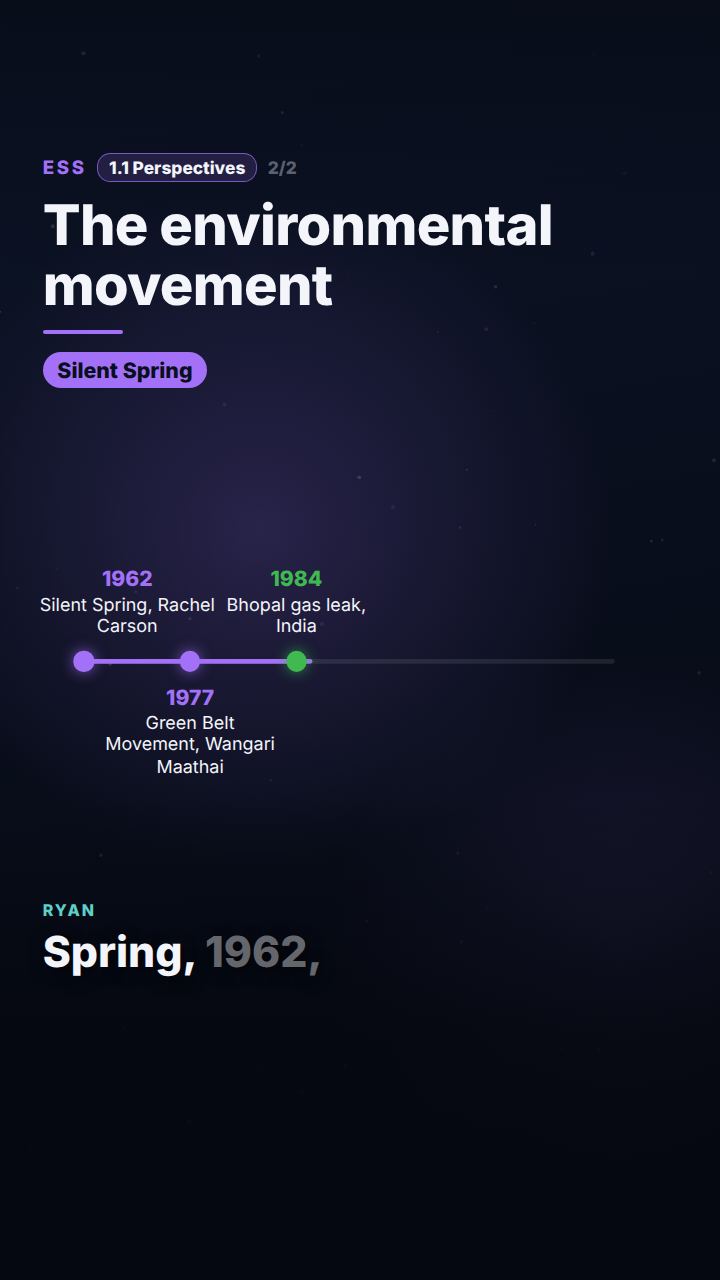 ESS 1.1 Perspectives 2/2
The environmental
movement
Silent Spring
1962
Silent Spring, Rachel
Carson
1984
Bhopal gas leak,
India
1977
Green Belt
Movement, Wangari
Maathai
RYAN
Spring, 1962,